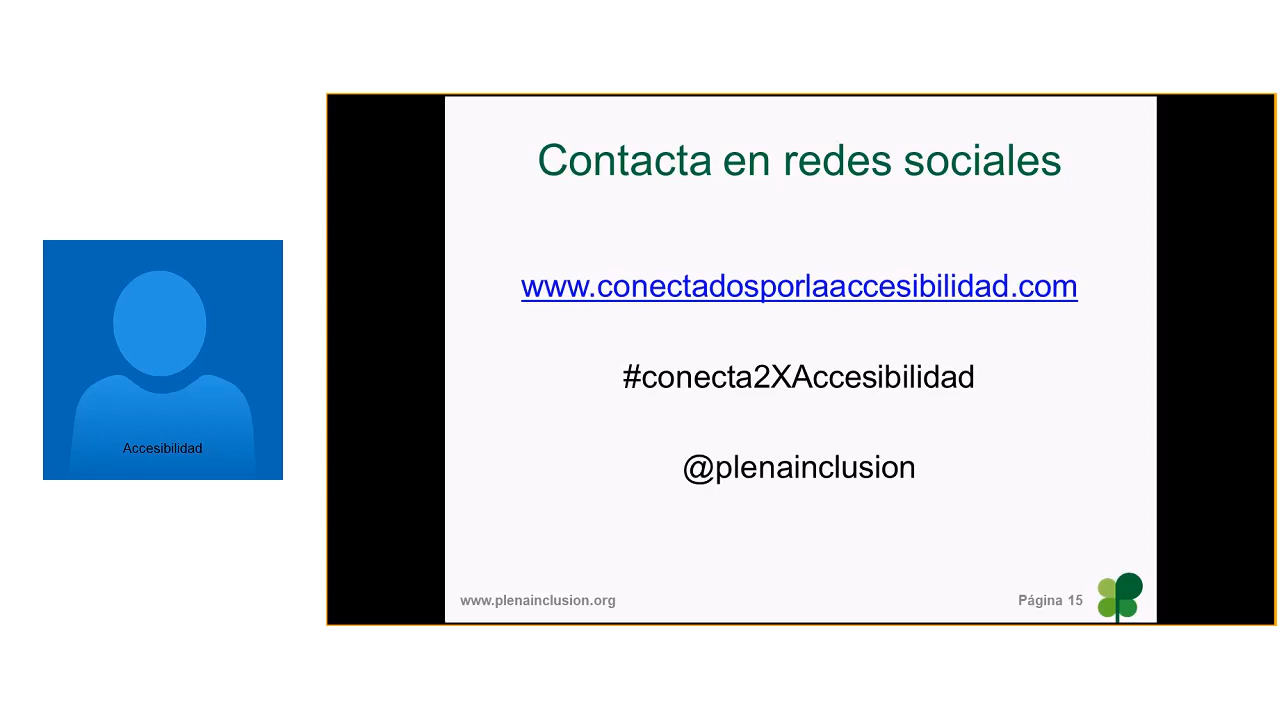 Contacta en redes sociales
www.conectadosporlaaccesibilidad.com
#conecta2XAccesibilidad
@plenainclusion
Accesibilidad
www.plenainclusion.org
Página 15